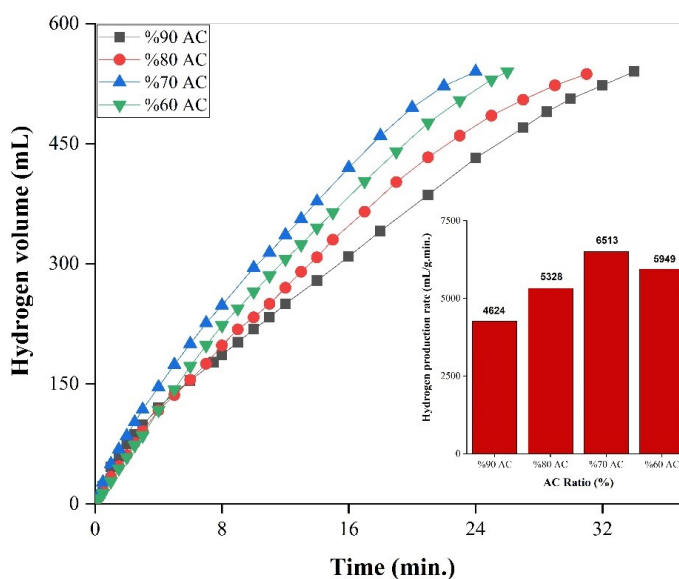 600
450
300
150
0
Hydrogen volume (mL)
%90 AC
%80 AC
%70 AC
%60 AC
0
8
16
24
32
Time (min.)
7500
5000
2500
0
Hydrogen production rate (mL/g.min.)
4624
5328
6513
5949
%90 AC
%80 AC
%70 AC
%60 AC
AC Ratio (%)